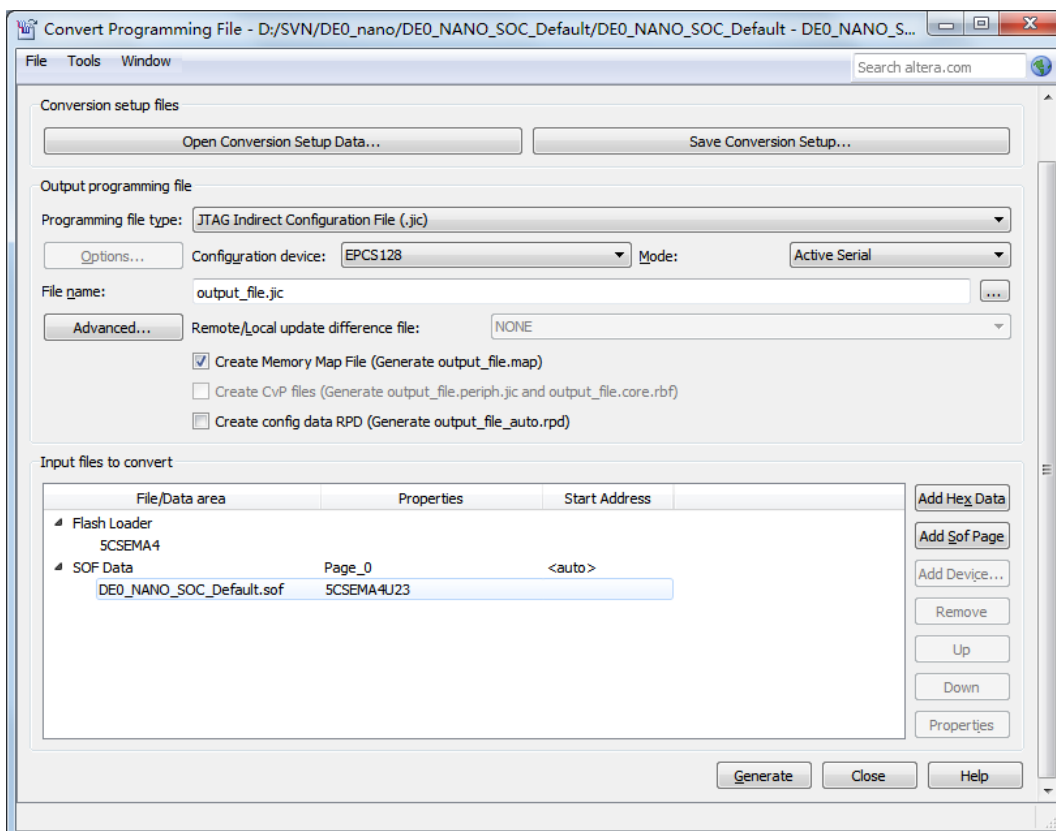 Convert Programming File - D:/SVN/DE0_nano/DE0_NANO_SOC_Default/DE0_NANO_SOC_Default - DE0_NANO_S...
File Tools Window Search altera.com
Conversion setup files
Open Conversion Setup Data... Save Conversion Setup...
Output programming file
Programming file type: JTAG Indirect Configuration File (.jic)
Options... Configuration device: EPCS128 Mode: Active Serial
File name: output_file.jic ...
Advanced... Remote/Local update difference file: NONE
Create Memory Map File (Generate output_file.map)
Create CvP files (Generate output_file.periph.jic and output_file.core.rbf)
Create config data RPD (Generate output_file_auto.rpd)
Input files to convert
File/Data area Properties Start Address
Add Hex Data
Flash Loader
5CSEMA4
Add Sof Page
SOF Data Page_0 <auto>
Add Device...
DE0_NANO_SOC_Default.sof 5CSEMA4U23
Remove
Up
Down
Properties
Generate Close Help